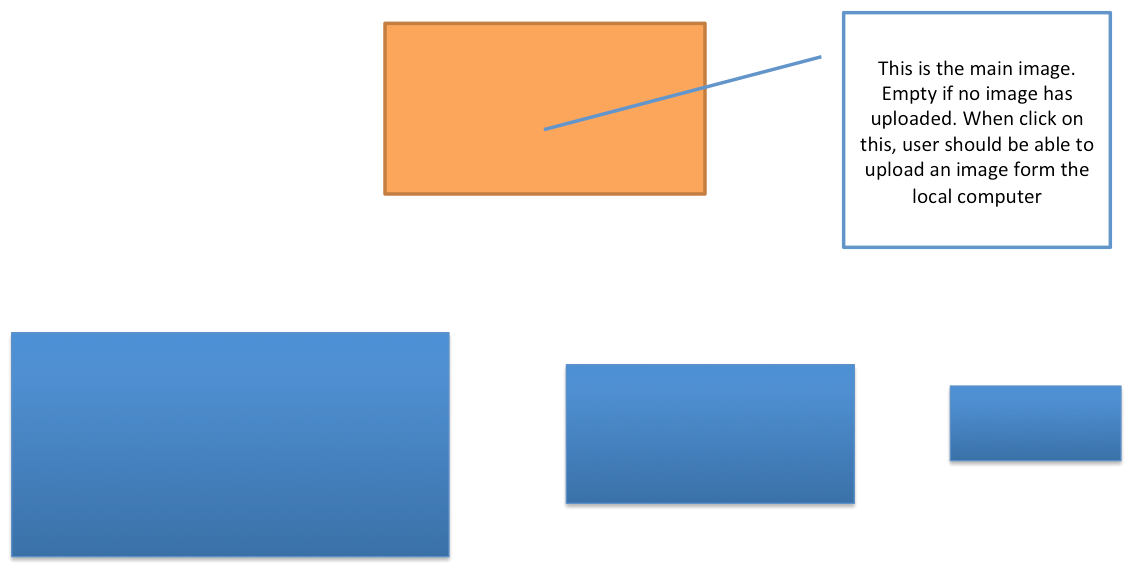 This is the main image.
Empty if no image has
uploaded. When click on
this, user should be able to
upload an image form the
local computer